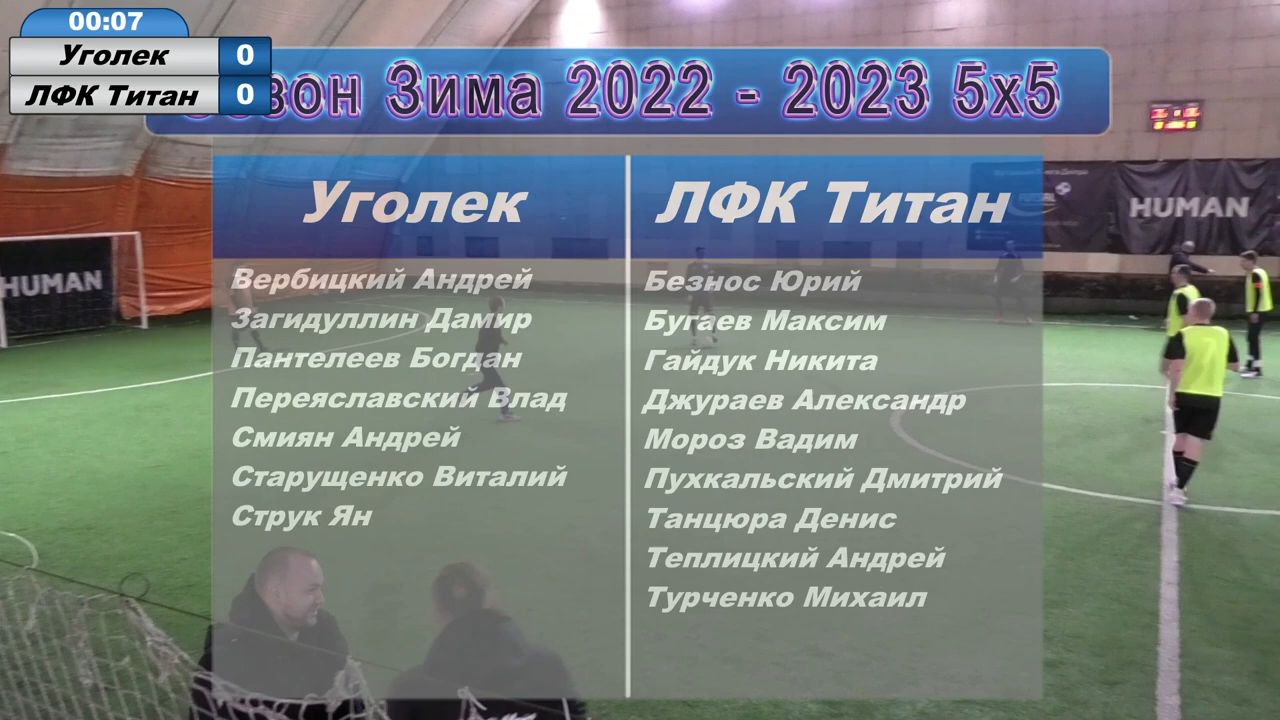 00:07
Уголек 0
ЛФК Титан 0
Зима 2022 - 2023 5x5
Уголек
Вербицкий Андрей
Загидуллин Дамир
Пантелеев Богдан
Переяславский Влад
Смиян Андрей
Старущенко Виталий
Струк Ян
ЛФК Титан
Безнос Юрий
Бугаев Максим
Гайдук Никита
Джураев Александр
Мороз Вадим
Пухкальский Дмитрий
Танцюра Денис
Теплицкий Андрей
Турченко Михаил
HUMAN
HUMAN